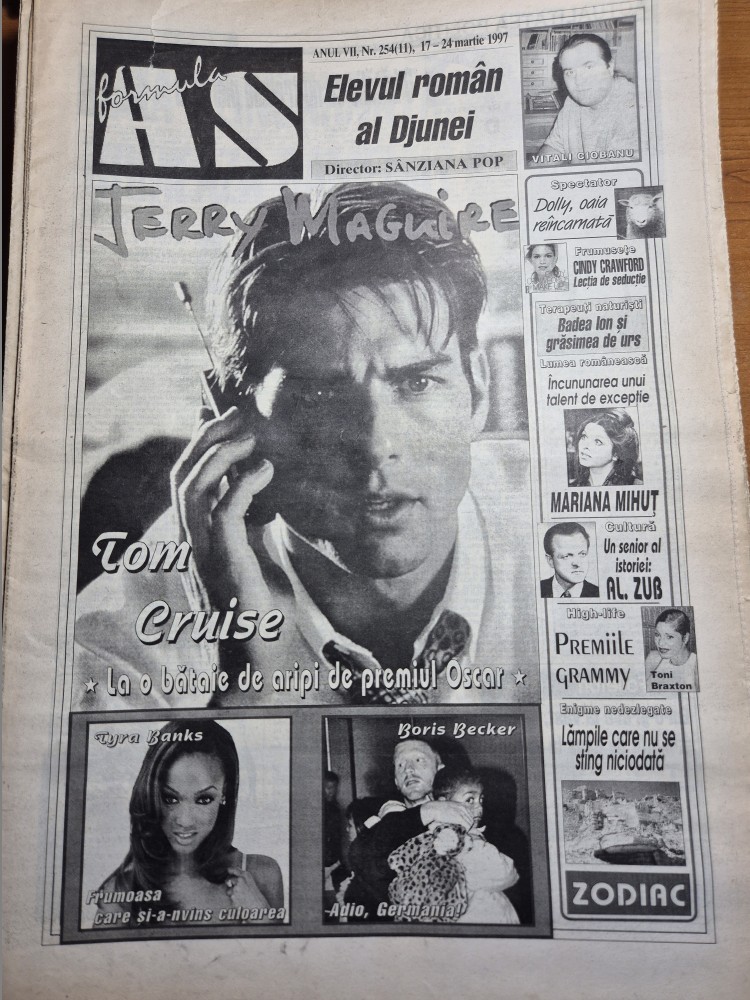 formula
AS
ANUL VII, Nr. 254(11), 17 – 24 martie 1997
Elevul român
al Djunei
Director: SÂNZIANA POP
VITALI CIOBANU
JERRY MAGUIRE
Tom
Cruise
★ La o bătaie de aripi de premiul Oscar ★
Spectator
Dolly, oaia
reîncarnată
Frumusețe
CINDY CRAWFORD
Lecția de seducție
MAKE UP
Terapeuți naturiști
Badea Ion și
grăsimea de urs
Lumea românească
Încununarea unui
talent de excepție
MARIANA MIHUȚ
Cultură
Un senior al
istoriei:
AL. ZUB
High-life
PREMIILE
GRAMMY
Toni
Braxton
Enigme nedezlegate
Lămpile care nu se
sting niciodată
ZODIAC
Tyra Banks
Frumoasa
care și-a-nvins culoarea
Boris Becker
Adio, Germania!